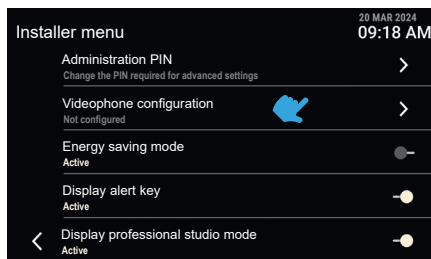 20 MAR 2024
Installer menu
09:18 AM
Administration PIN
Change the PIN required for advanced settings
Videophone configuration
Not configured
Energy saving mode
Active
Display alert key
Active
Display professional studio mode
Active